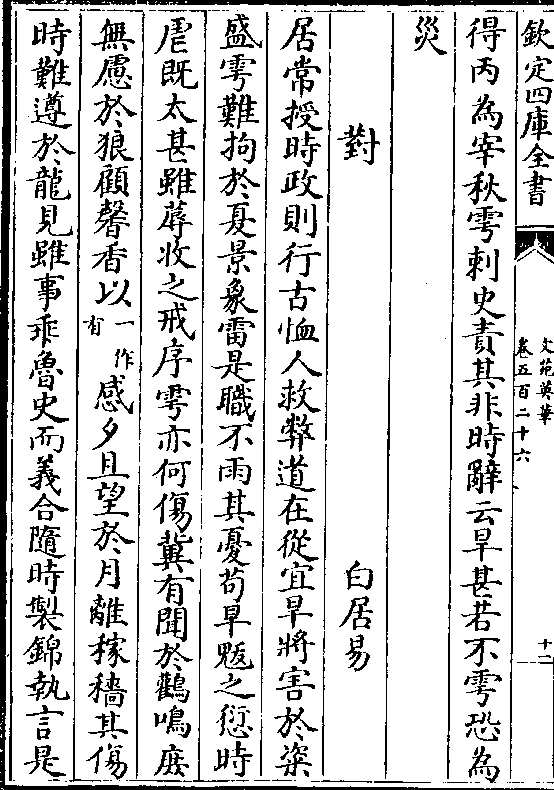 欽定四庫全書
文苑英華
卷五百二十六
十一
得丙為宰秋雩刺史責其非時辭云旱甚若不雩恐為
災
對
白居易
居常授時政則行古恤人救弊道在從宜旱將害於粢
盛雩難拘於夏景象雷是職不雨其憂苟旱魃之愆時
虐既太甚雖蓐收之戒序雩亦何傷冀有聞於鸛鳴庶
無慮於狼顧馨香以一作有感夕且望於月離稼穡其傷
時難遵於龍見雖事乖魯史而義合隨時製錦執言是